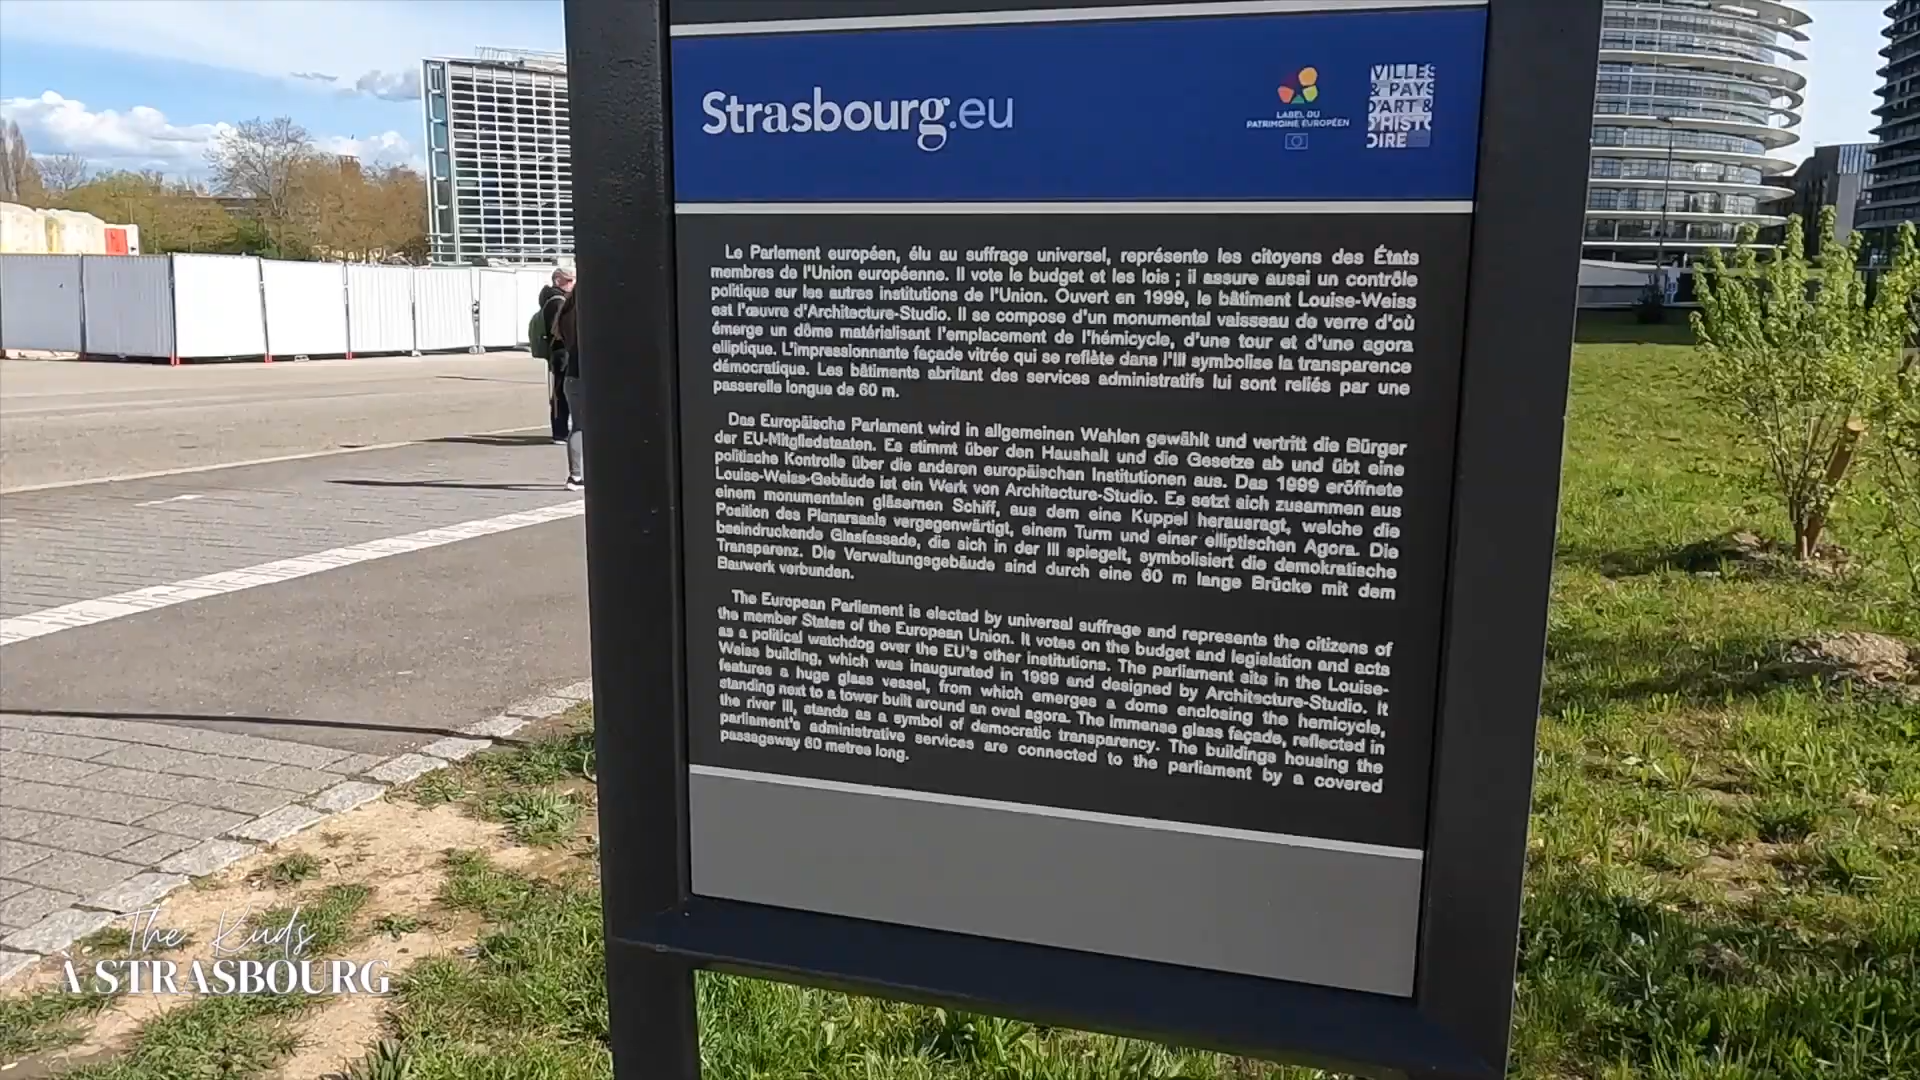 Strasbourg.eu
LABEL DU
PATRIMOINE EUROPÉEN
VILLES
& PAYS
D'ART &
D'HISTO
OIRE
Le Parlement européen, élu au suffrage universel, représente les citoyens des États
membres de l'Union européenne. Il vote le budget et les lois ; il assure aussi un contrôle
politique sur les autres institutions de l'Union. Ouvert en 1999, le bâtiment Louise-Weiss
est l'œuvre d'Architecture-Studio. Il se compose d'un monumental vaisseau de verre d'où
émerge un dôme matérialisant l'emplacement de l'hémicycle, d'une tour et d'une agora
elliptique. L'impressionnante façade vitrée qui se reflète dans l'Ill symbolise la transparence
démocratique. Les bâtiments abritant des services administratifs lui sont reliés par une
passerelle longue de 60 m.
Das Europäische Parlament wird in allgemeinen Wahlen gewählt und vertritt die Bürger
der EU-Mitgliedstaaten. Es stimmt über den Haushalt und die Gesetze ab und übt eine
politische Kontrolle über die anderen europäischen Institutionen aus. Das 1999 eröffnete
Louise-Weiss-Gebäude ist ein Werk von Architecture-Studio. Es setzt sich zusammen aus
einem monumentalen gläsernen Schiff, aus dem eine Kuppel herausragt, welche die
Position des Plenarsaals vergegenwärtigt, einem Turm und einer elliptischen Agora. Die
beeindruckende Glasfassade, die sich in der Ill spiegelt, symbolisiert die demokratische
Transparenz. Die Verwaltungsgebäude sind durch eine 60 m lange Brücke mit dem
Bauwerk verbunden.
The European Parliament is elected by universal suffrage and represents the citizens of
the member States of the European Union. It votes on the budget and legislation and acts
as a political watchdog over the EU's other institutions. The parliament sits in the Louise-
Weiss building, which was inaugurated in 1999 and designed by Architecture-Studio. It
features a huge glass vessel, from which emerges a dome enclosing the hemicycle,
standing next to a tower built around an oval agora. The immense glass façade, reflected in
the river Ill, stands as a symbol of democratic transparency. The buildings housing the
parliament's administrative services are connected to the parliament by a covered
passageway 60 metres long.
The Kuds
À STRASBOURG